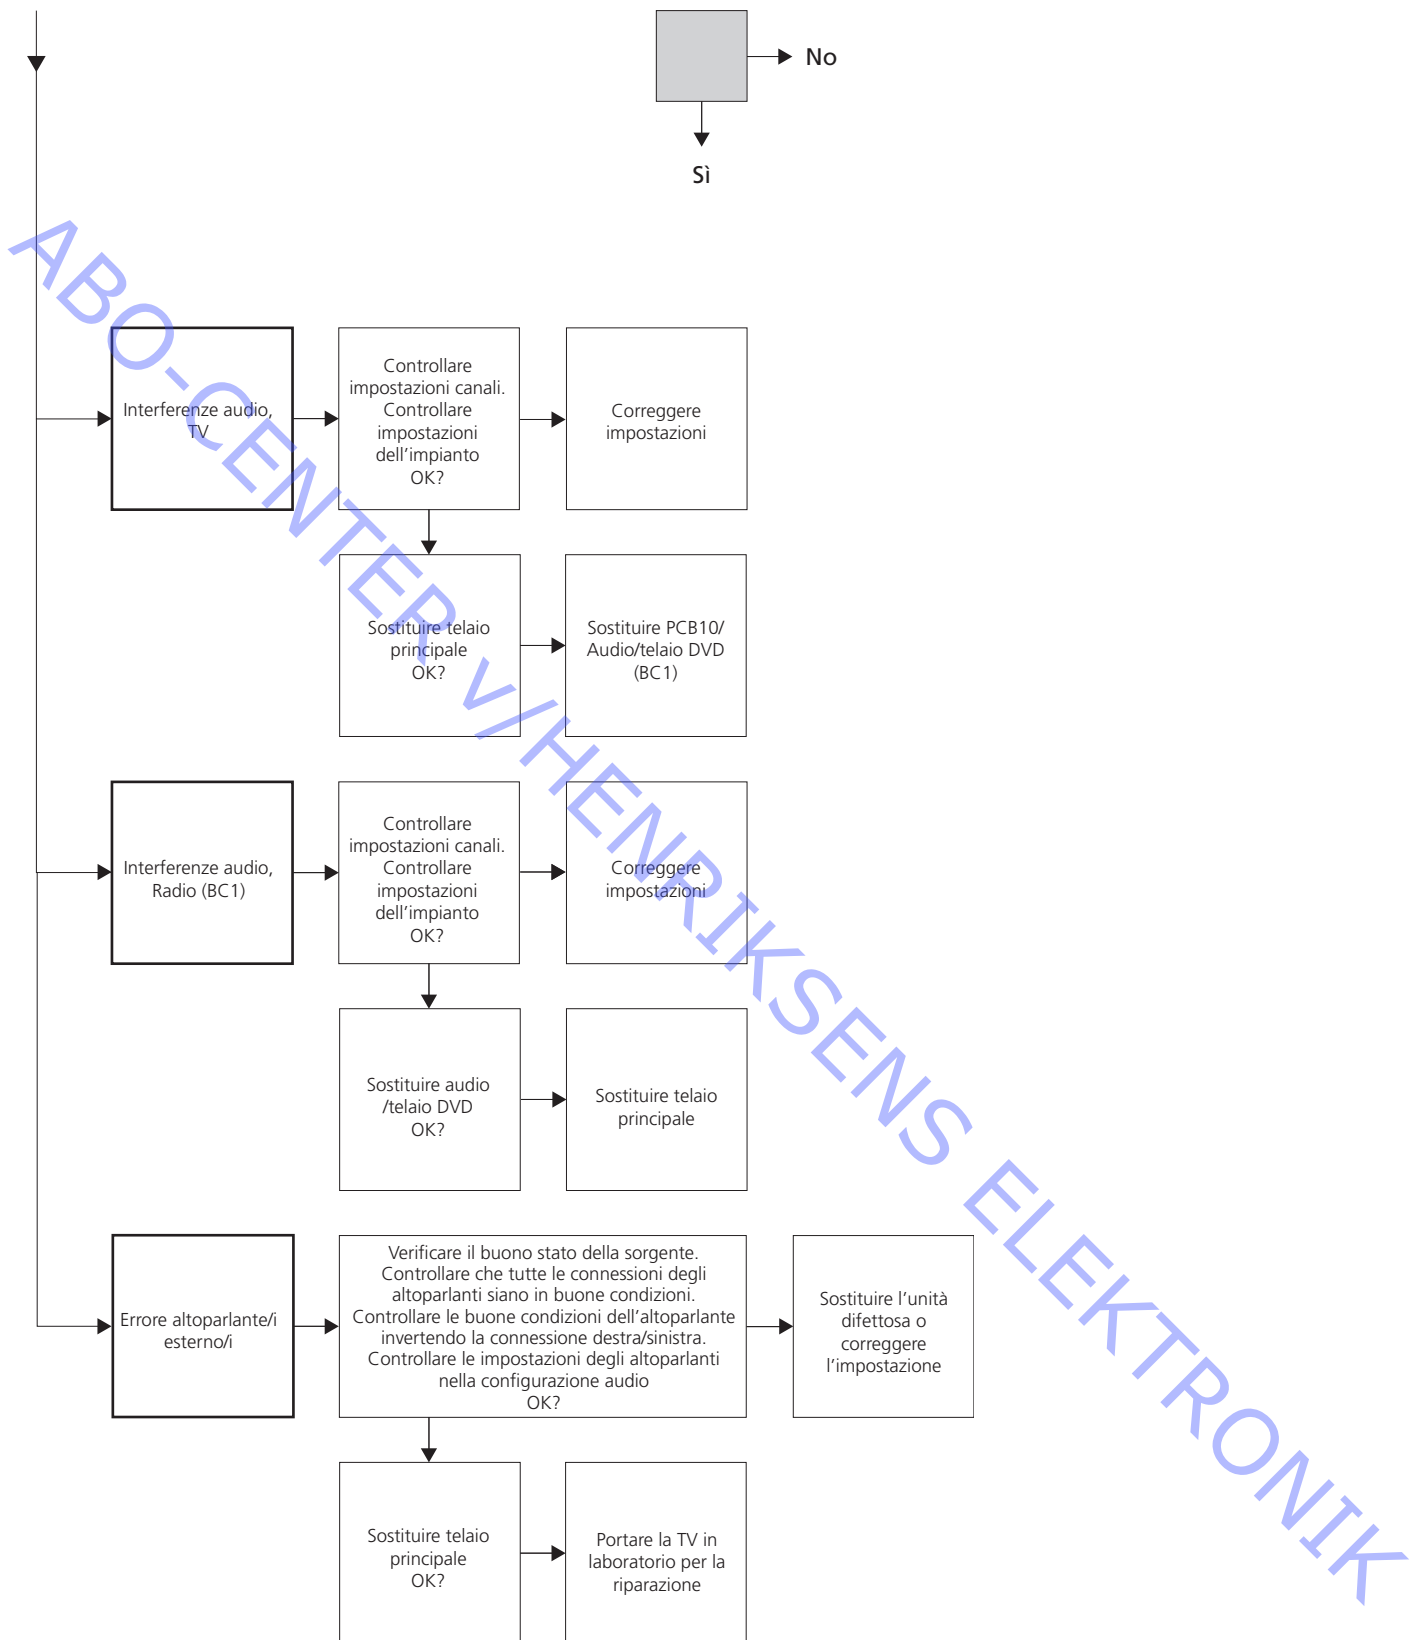 No
Sì
Interferenze audio,
TV
Controllare
impostazioni canali.
Controllare
impostazioni
dell'impianto
OK?
Correggere
impostazioni
Sostituire telaio
principale
OK?
Sostituire PCB10/
Audio/telaio DVD
(BC1)
Interferenze audio,
Radio (BC1)
Controllare
impostazioni canali.
Controllare
impostazioni
dell'impianto
OK?
Correggere
impostazioni
Sostituire audio
/telaio DVD
OK?
Sostituire telaio
principale
Errore altoparlante/i
esterno/i
Verificare il buono stato della sorgente.
Controllare che tutte le connessioni degli
altoparlanti siano in buone condizioni.
Controllare le buone condizioni dell'altoparlante
invertendo la connessione destra/sinistra.
Controllare le impostazioni degli altoparlanti
nella configurazione audio
OK?
Sostituire l'unità
difettosa o
correggere
l'impostazione
Sostituire telaio
principale
OK?
Portare la TV in
laboratorio per la
riparazione
ABO-CENTER v/HENRIKSENS ELEKTRONIK